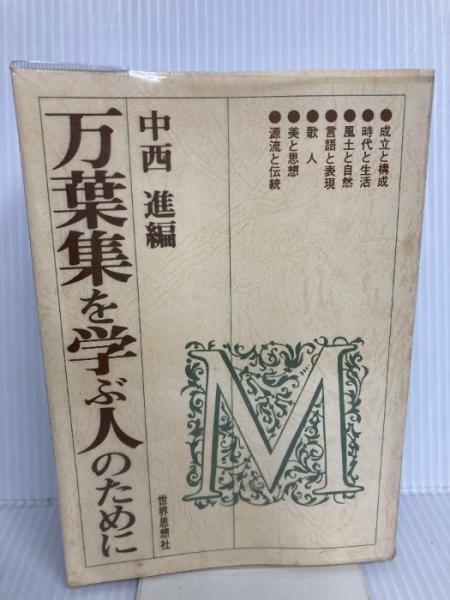 ● 成立と構成
● 時代と生活
● 風土と自然
● 言語と表現
● 歌人
● 美と思想
● 源流と伝統
中西 進編
万葉集を学ぶ人のために
M
世界思想社